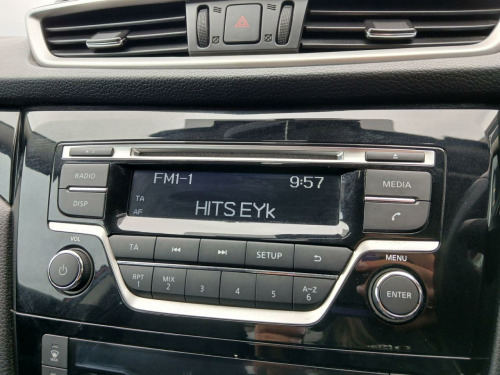 FM1-1 9:57
TA
AF
HITS EYk
RADIO
DISP
MEDIA
VOL
TA SETUP
RPT 1 MIX 2 3 4 5 A~Z 6
MENU
ENTER